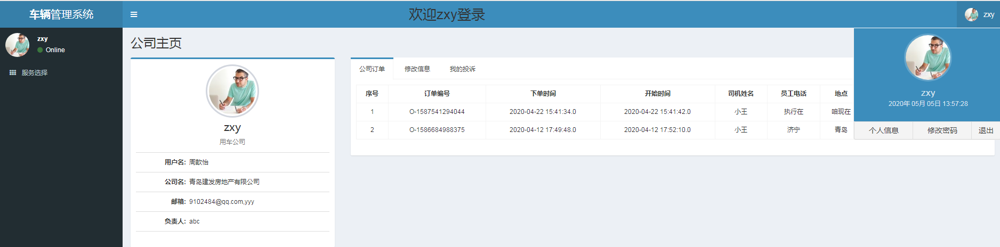 车辆管理系统
欢迎zxy登录
zxy
zxy
Online
服务选择
公司主页
zxy
用车公司
用户名: 周歆怡
公司名: 青岛建发房地产有限公司
邮箱: 9102484@qq.com,yyy
负责人: abc
公司订单 修改信息 我的投诉
序号 订单编号 下单时间 开始时间 司机姓名 员工电话 地点
1 O-1587541294044 2020-04-22 15:41:34.0 2020-04-22 15:41:42.0 小王 执行在 咱现在
2 O-1586684988375 2020-04-12 17:49:48.0 2020-04-12 17:52:10.0 小王 济宁 青岛
zxy
2020年 05月 05日 13:57:28
个人信息 修改密码 退出